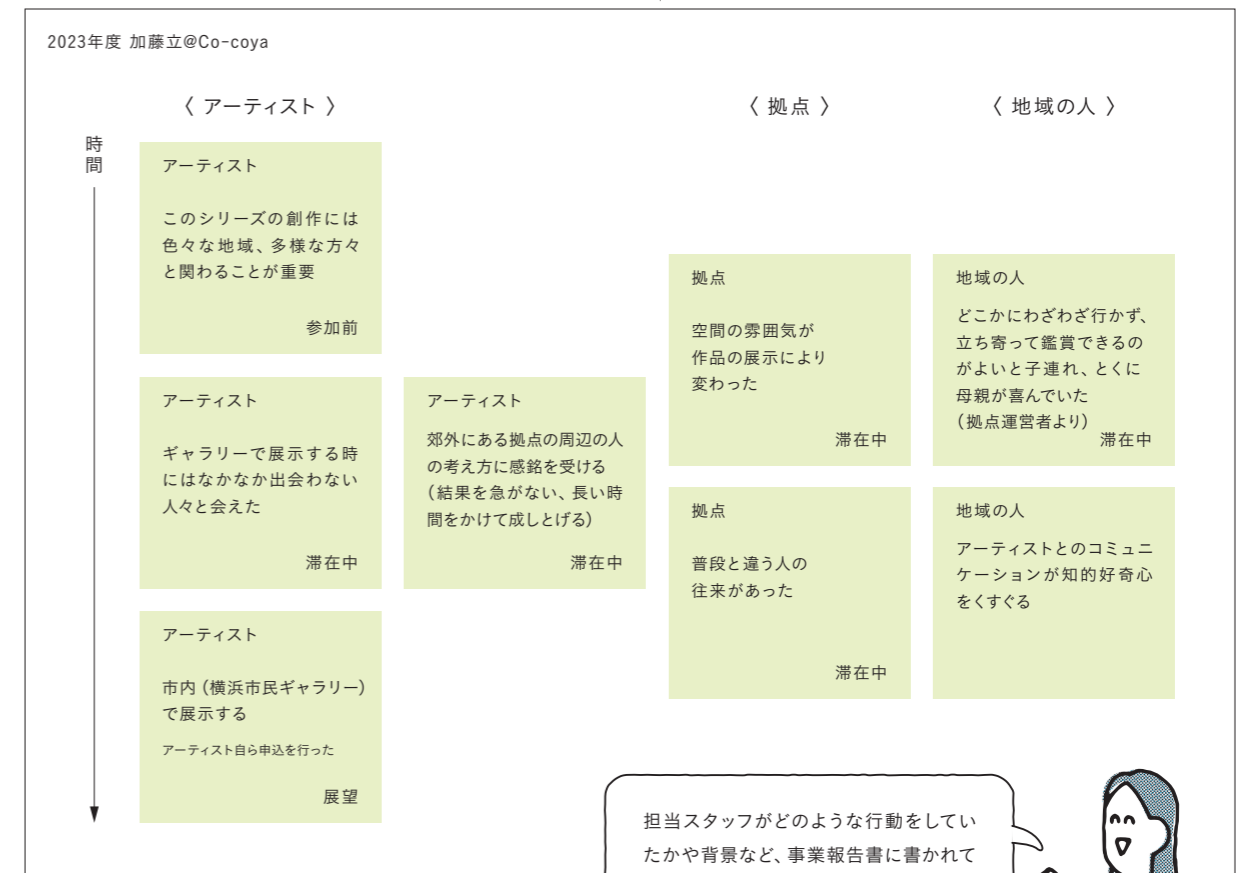 2023年度 加藤立@Co-coya
〈 アーティスト 〉
〈 拠点 〉
〈 地域の人 〉
時間
アーティスト
このシリーズの創作には
色々な地域、多様な方々
と関わることが重要
参加前
アーティスト
ギャラリーで展示する時
にはなかなか出会わない
人々と会えた
滞在中
アーティスト
郊外にある拠点の周辺の人
の考え方に感銘を受ける
（結果を急がない、長い時
間をかけて成しとげる）
滞在中
アーティスト
市内（横浜市民ギャラリー）
で展示する
アーティスト自ら申込を行った
展望
拠点
空間の雰囲気が
作品の展示により
変わった
滞在中
拠点
普段と違う人の
往来があった
滞在中
地域の人
どこかにわざわざ行かず、
立ち寄って鑑賞できるの
がよいと子連れ、とくに
母親が喜んでいた
（拠点運営者より）
滞在中
地域の人
アーティストとのコミュニ
ケーションが知的好奇心
をくすぐる
担当スタッフがどのような行動をしてい
たかや背景など、事業報告書に書かれて